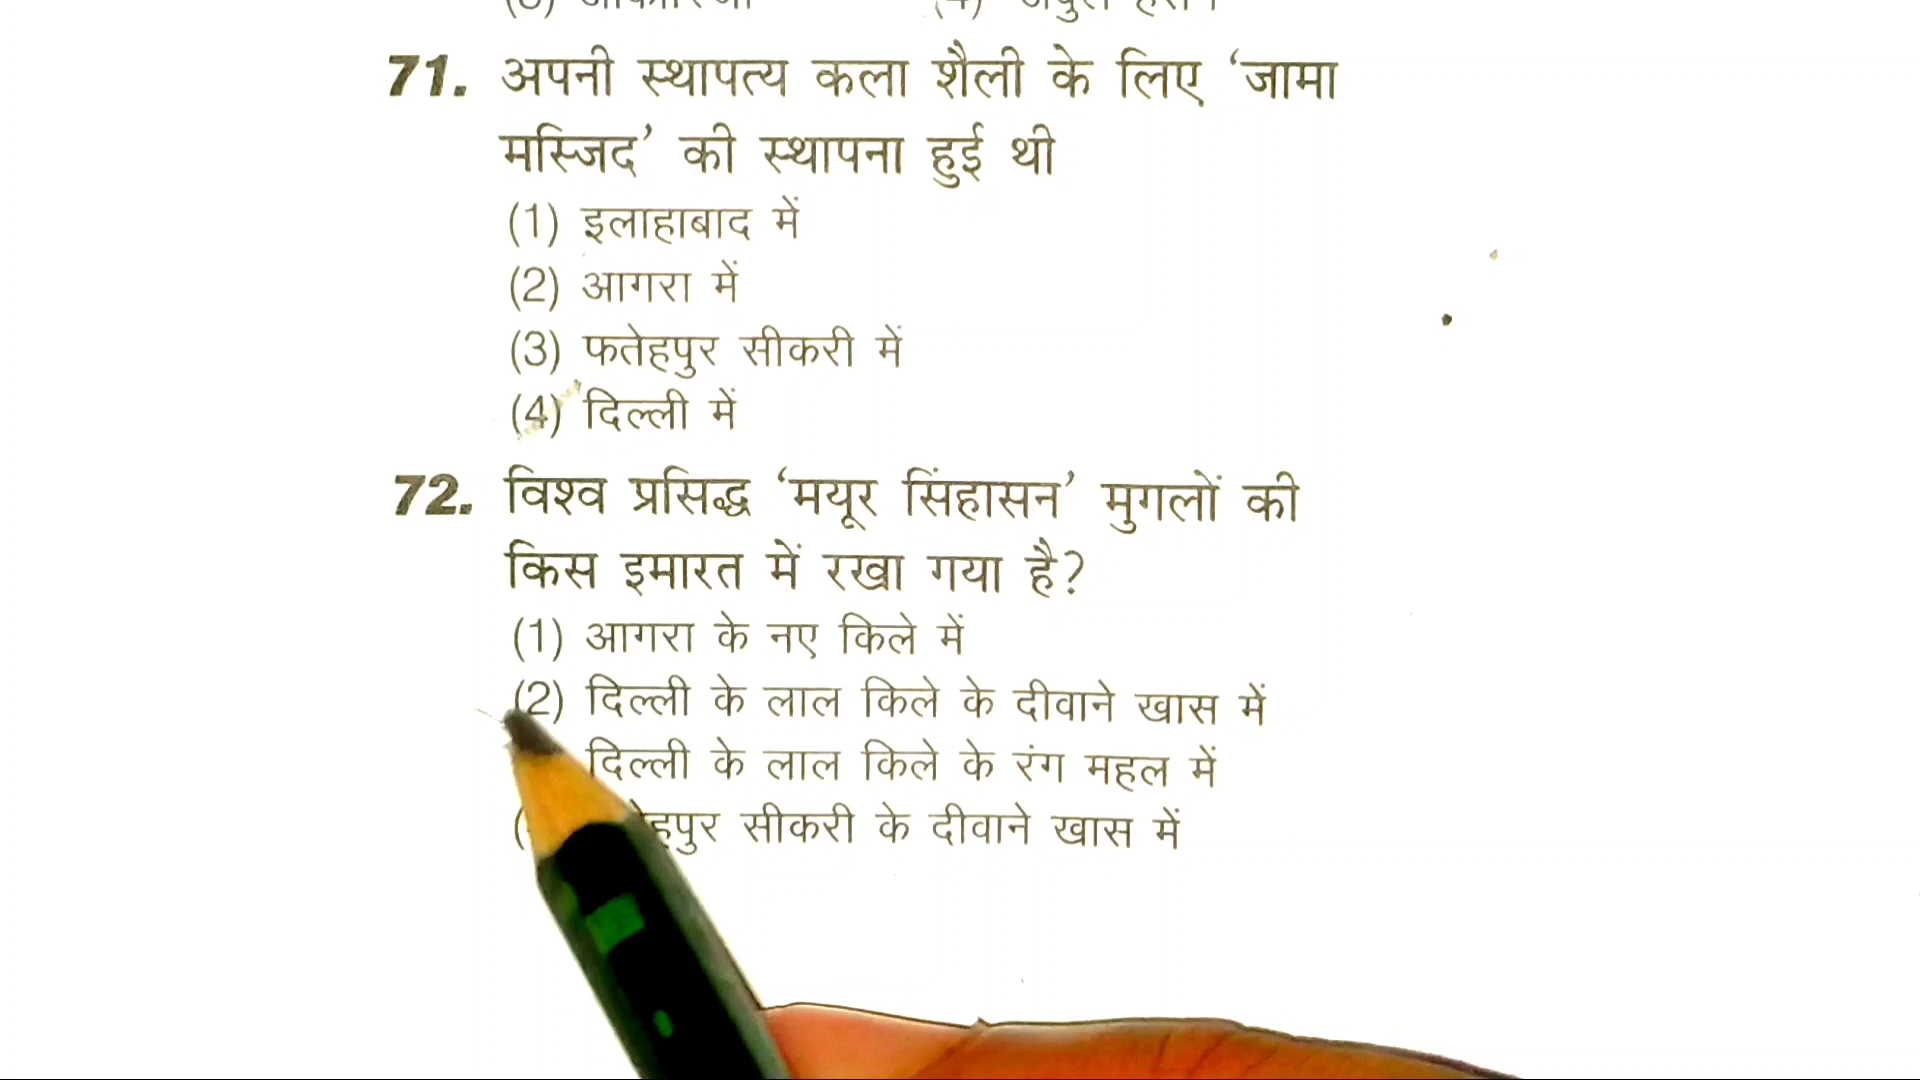 71. अपनी स्थापत्य कला शैली के लिए ‘जामा
मस्जिद’ की स्थापना हुई थी
(1) इलाहाबाद में
(2) आगरा में
(3) फतेहपुर सीकरी में
(4) दिल्ली में
72. विश्व प्रसिद्ध ‘मयूर सिंहासन’ मुगलों की
किस इमारत में रखा गया है?
(1) आगरा के नए किले में
(2) दिल्ली के लाल किले के दीवाने खास में
दिल्ली के लाल किले के रंग महल में
सीकरी के दीवाने खास में